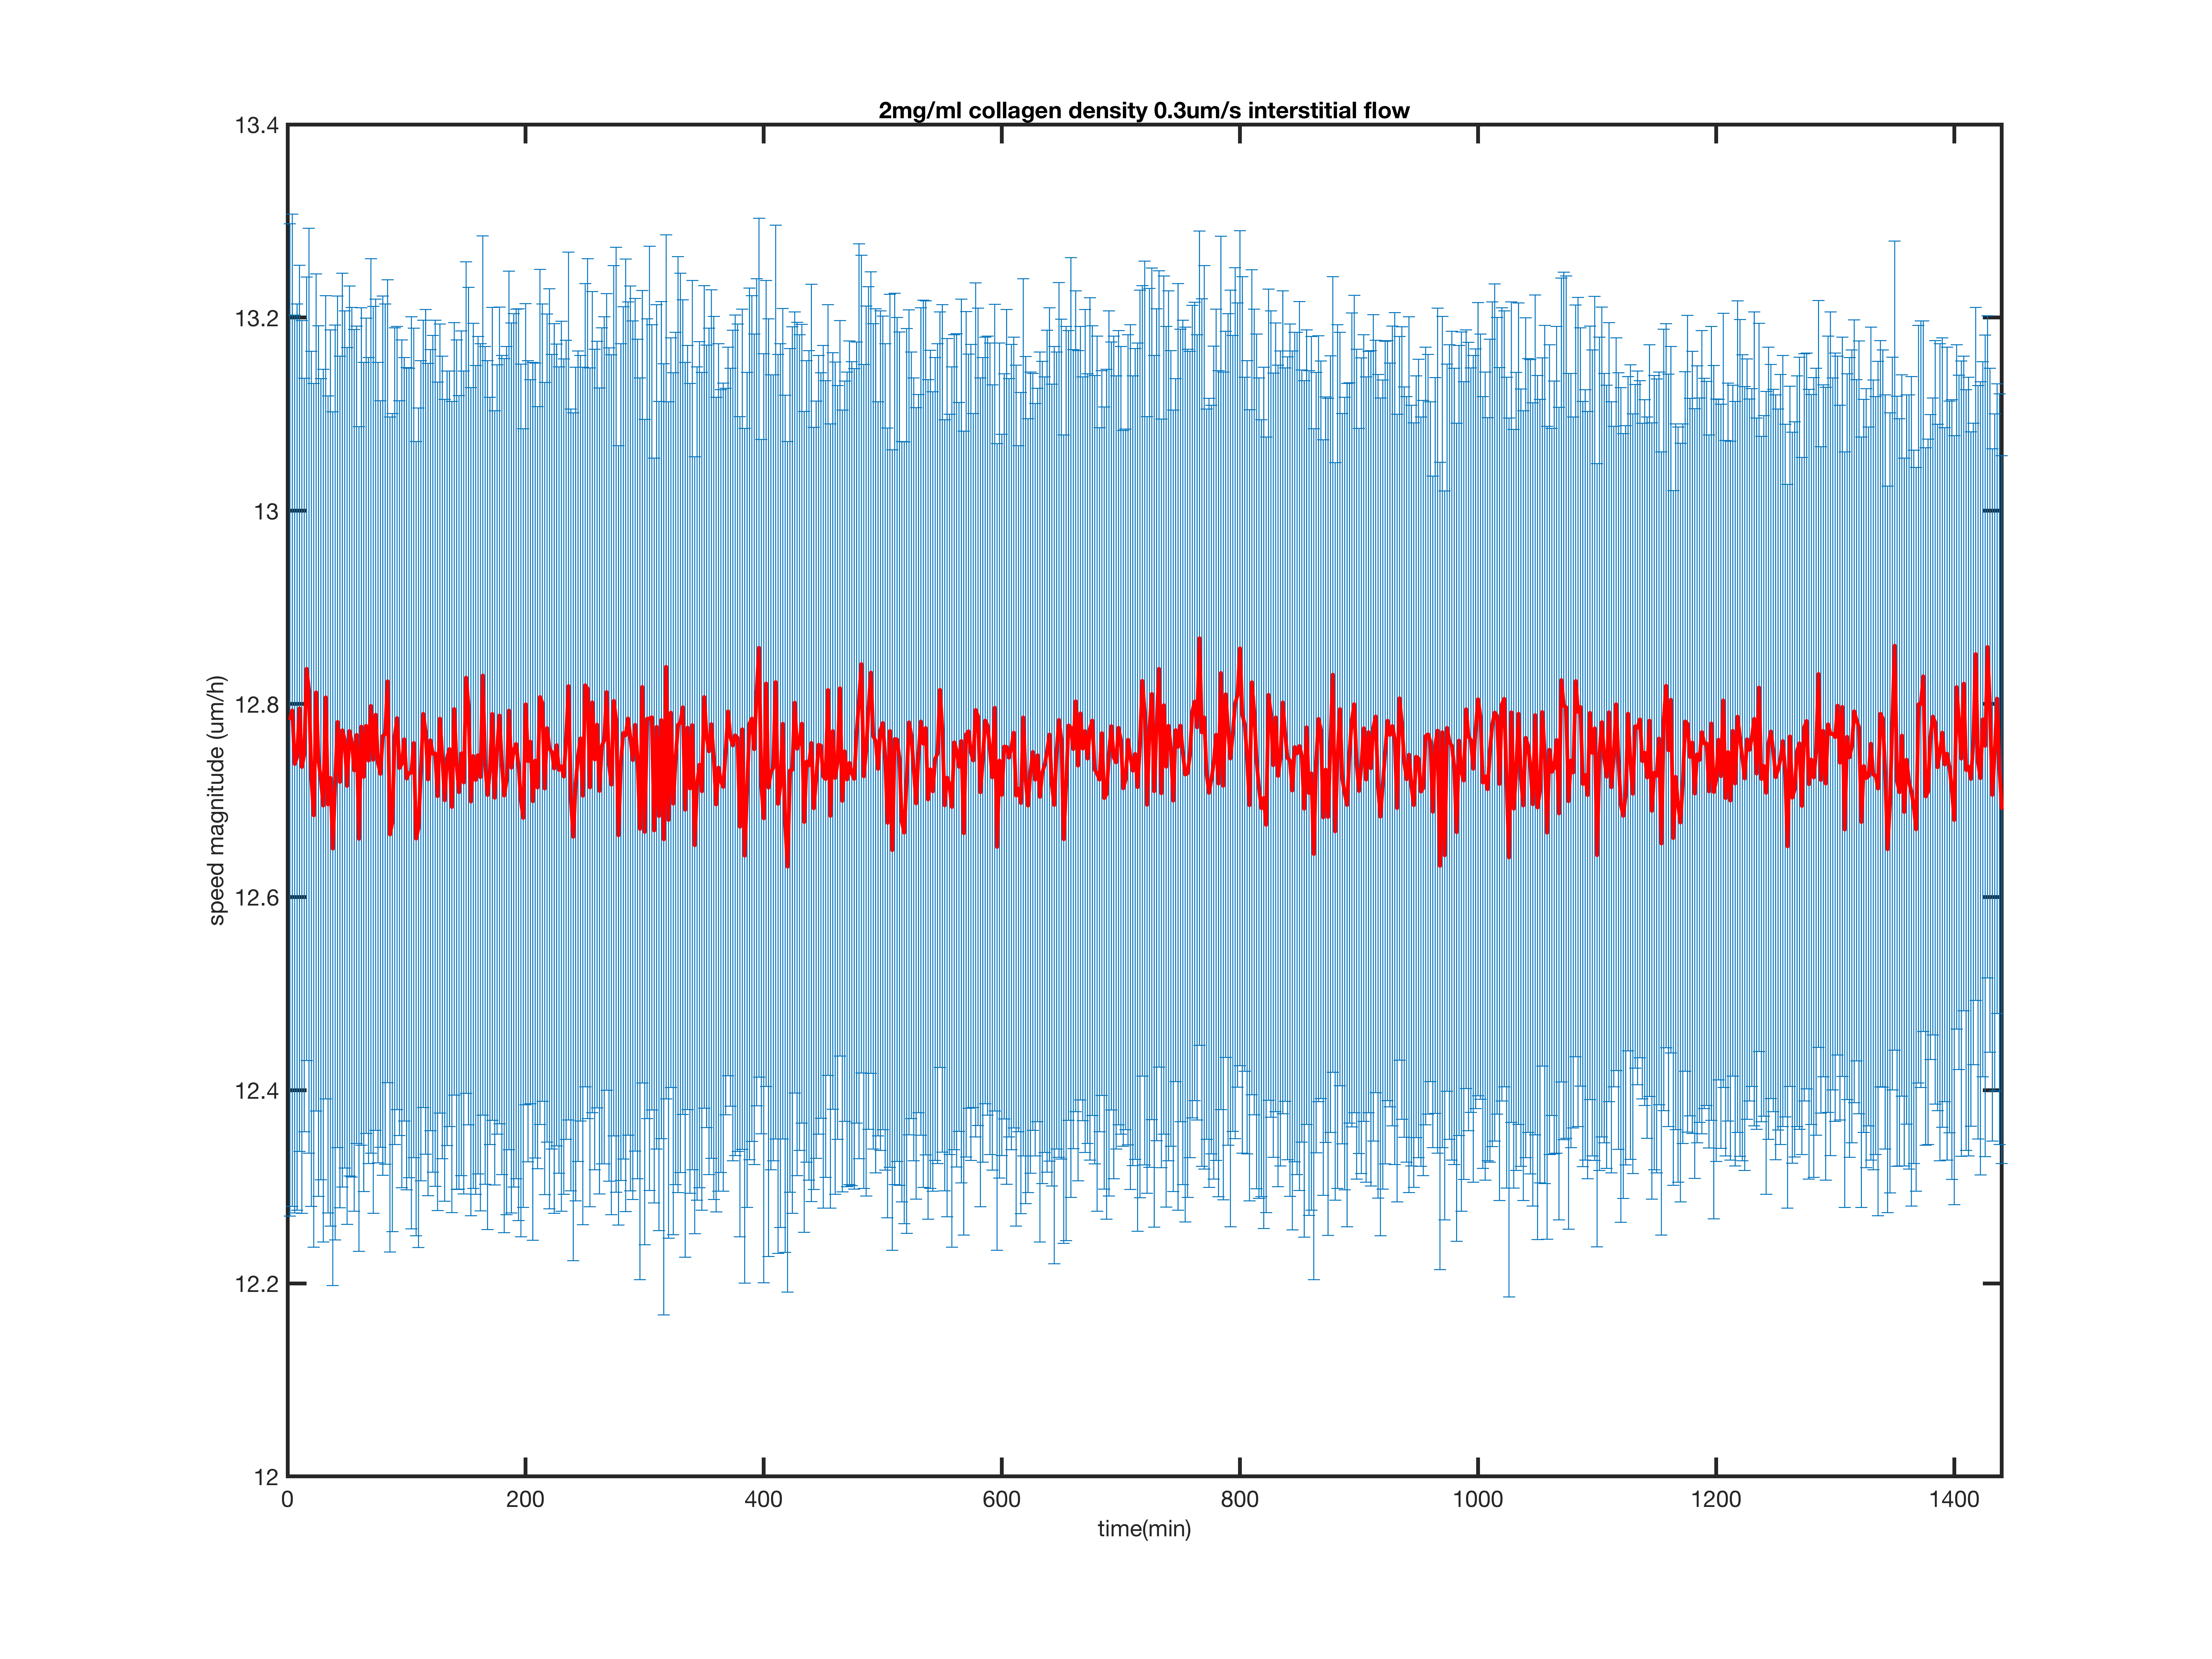 2mg/ml collagen density 0.3um/s interstitial flow
13.4
13.2
13
12.8
12.6
12.4
12.2
12
speed magnitude (um/h)
0 200 400 600 800 1000 1200 1400
time(min)